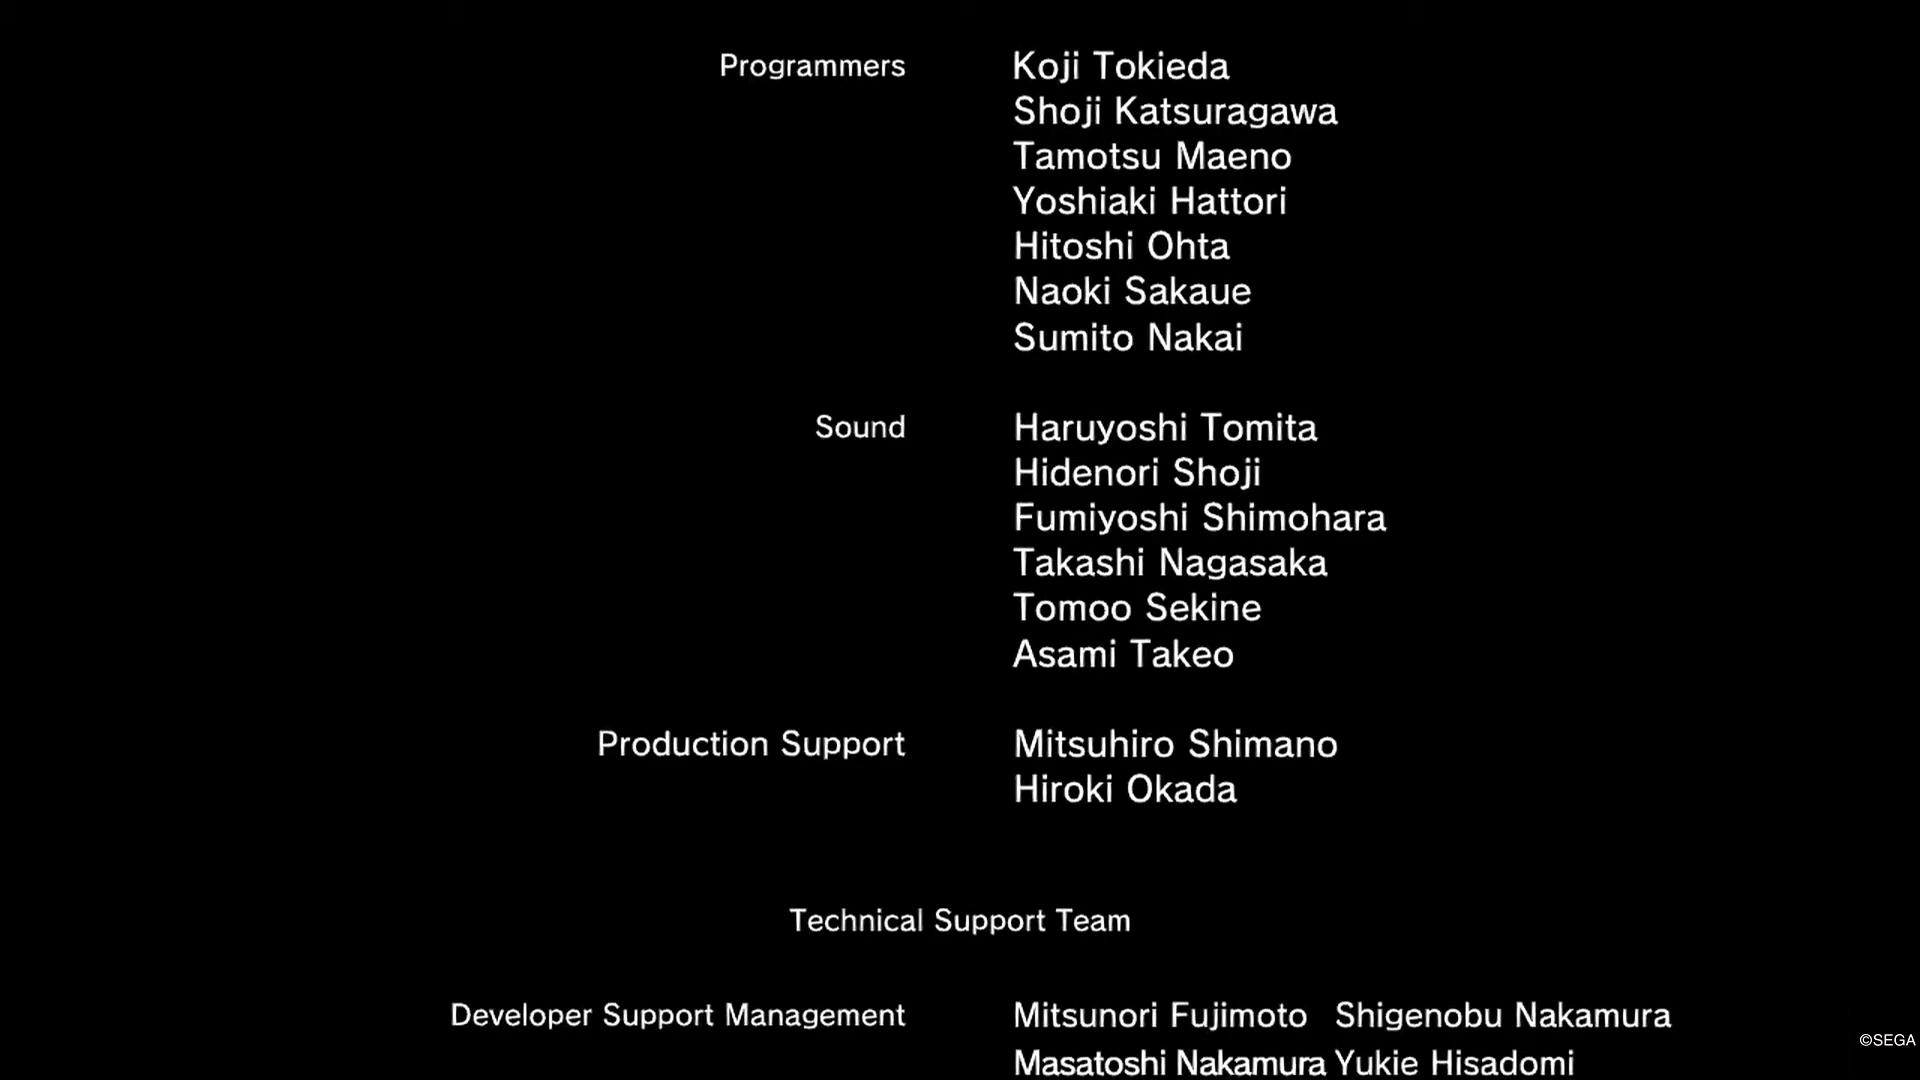 Programmers Koji Tokieda
Shoji Katsuragawa
Tamotsu Maeno
Yoshiaki Hattori
Hitoshi Ohta
Naoki Sakaue
Sumito Nakai
Sound Haruyoshi Tomita
Hidenori Shoji
Fumiyoshi Shimohara
Takashi Nagasaka
Tomoo Sekine
Asami Takeo
Production Support Mitsuhiro Shimano
Hiroki Okada
Technical Support Team
Developer Support Management Mitsunori Fujimoto Shigenobu Nakamura
Masatoshi Nakamura Yukie Hisadomi
©SEGA